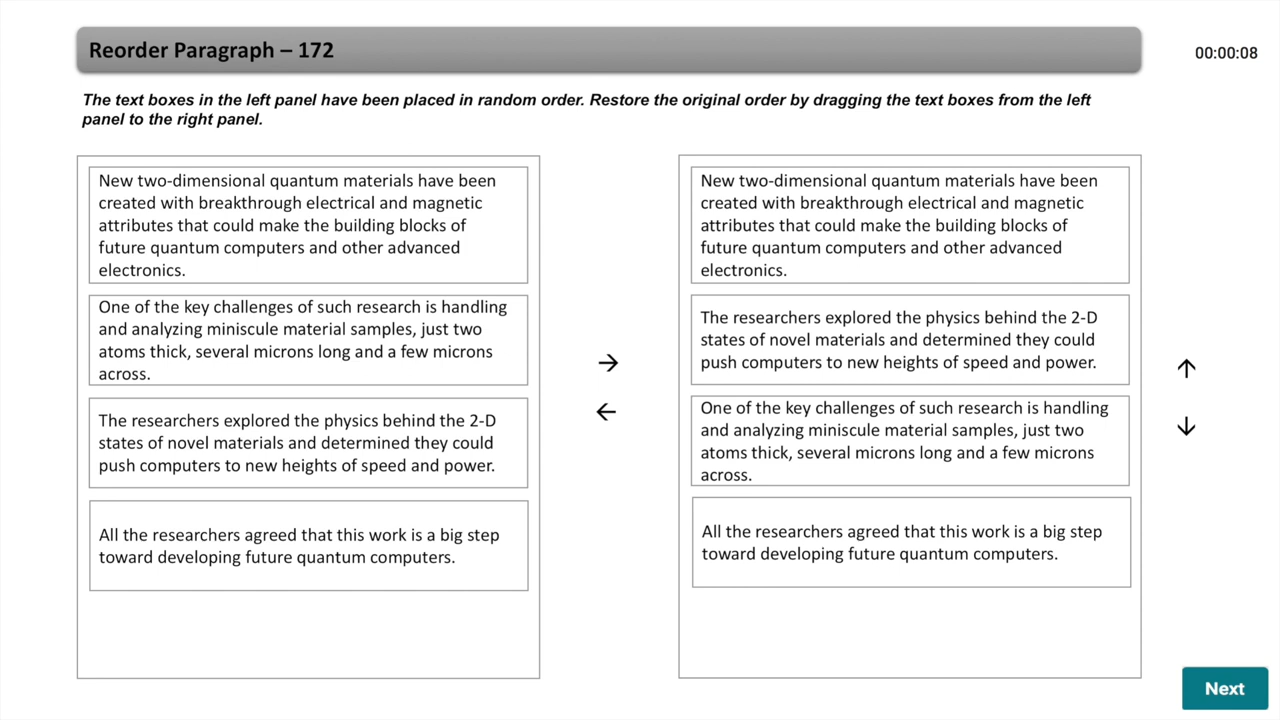 Reorder Paragraph – 172
00:00:08
The text boxes in the left panel have been placed in random order. Restore the original order by dragging the text boxes from the left
panel to the right panel.
New two-dimensional quantum materials have been
created with breakthrough electrical and magnetic
attributes that could make the building blocks of
future quantum computers and other advanced
electronics.
One of the key challenges of such research is handling
and analyzing miniscule material samples, just two
atoms thick, several microns long and a few microns
across.
The researchers explored the physics behind the 2-D
states of novel materials and determined they could
push computers to new heights of speed and power.
All the researchers agreed that this work is a big step
toward developing future quantum computers.
New two-dimensional quantum materials have been
created with breakthrough electrical and magnetic
attributes that could make the building blocks of
future quantum computers and other advanced
electronics.
The researchers explored the physics behind the 2-D
states of novel materials and determined they could
push computers to new heights of speed and power.
One of the key challenges of such research is handling
and analyzing miniscule material samples, just two
atoms thick, several microns long and a few microns
across.
All the researchers agreed that this work is a big step
toward developing future quantum computers.
Next